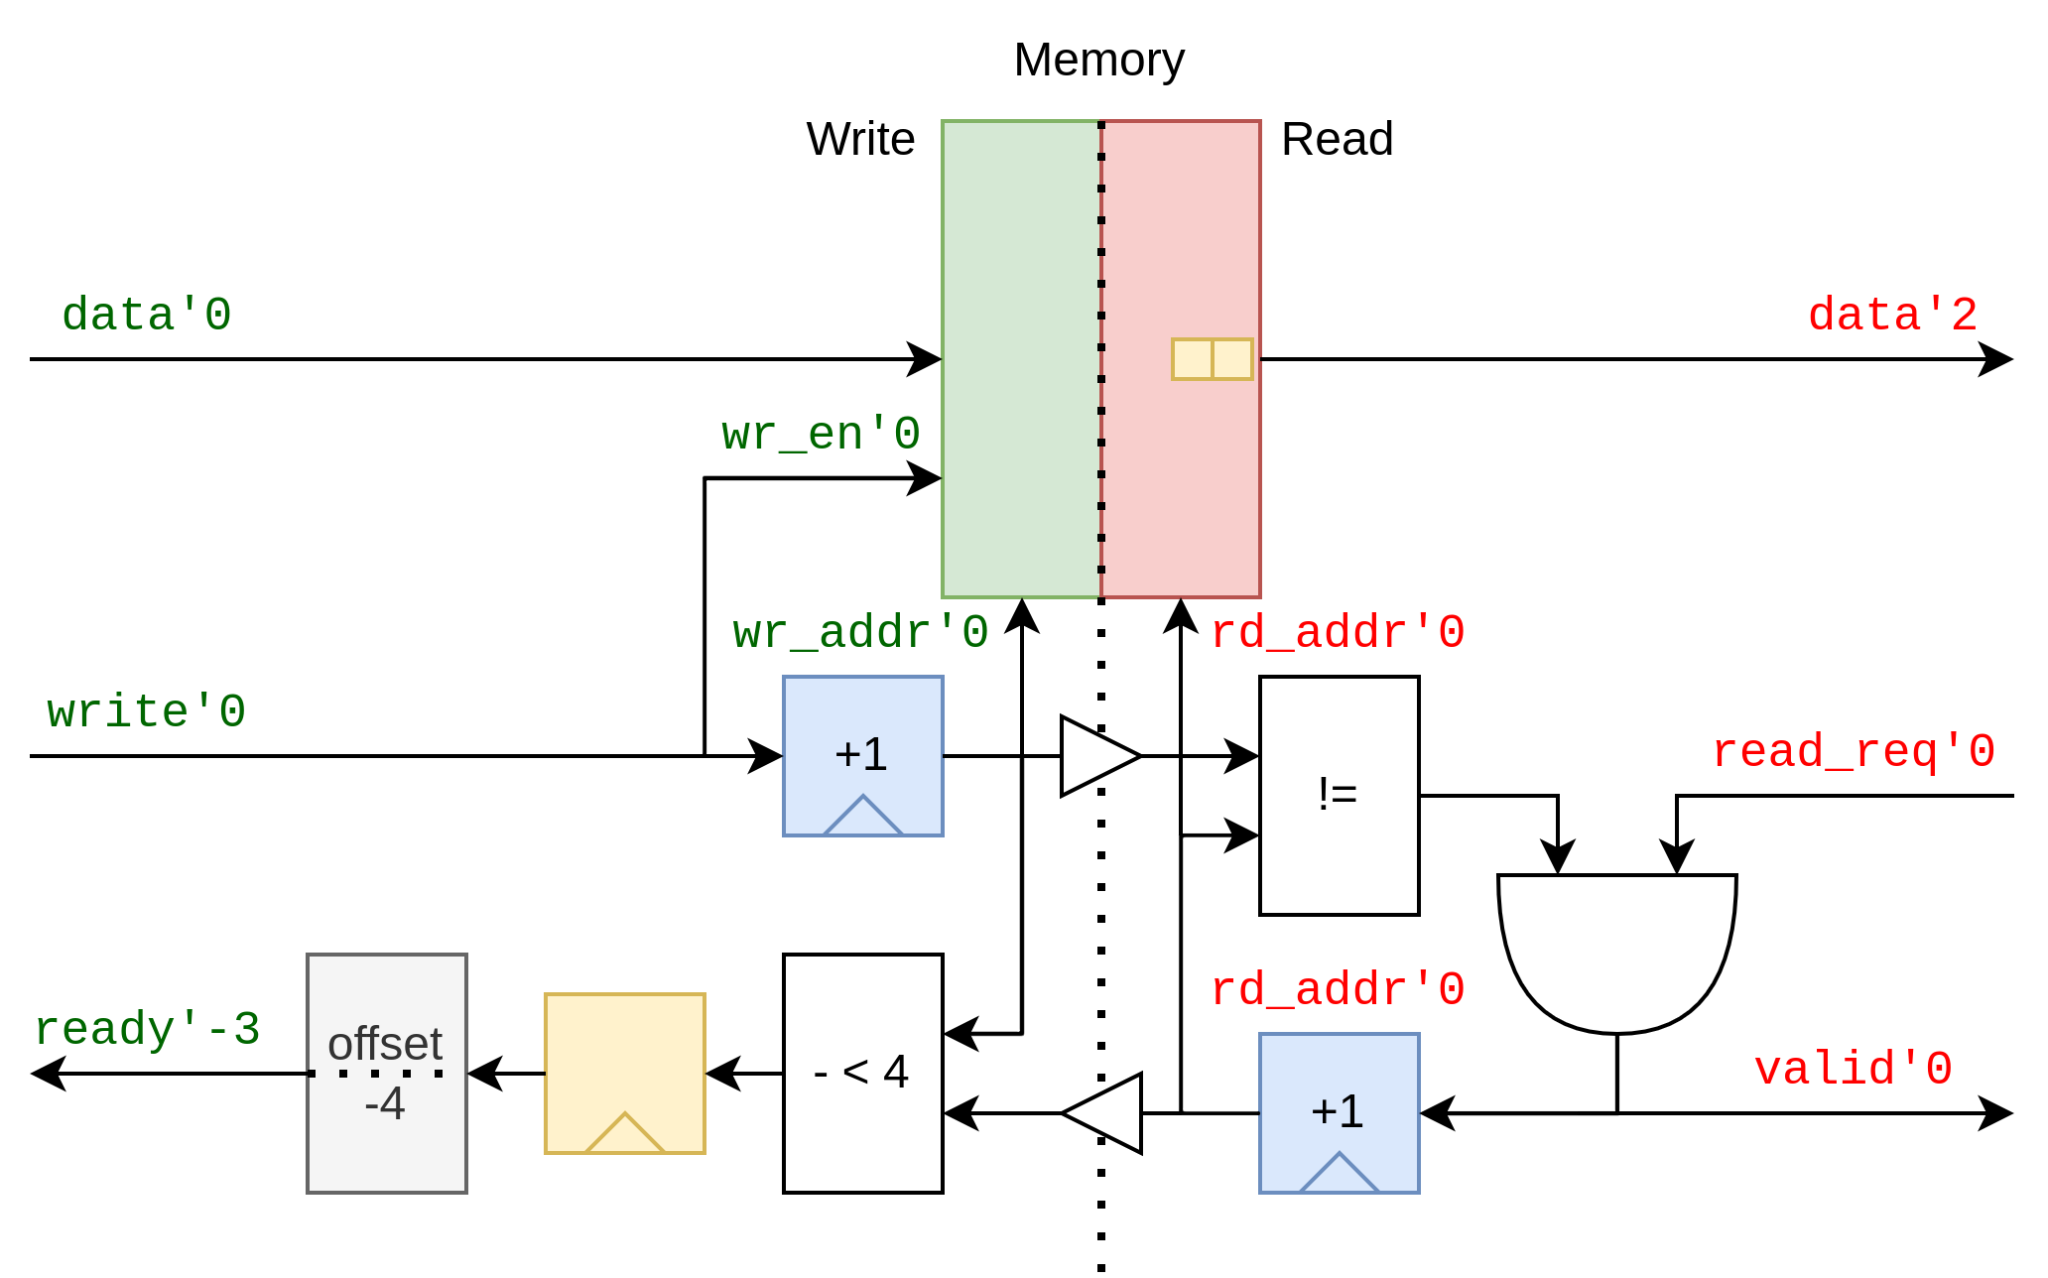 Memory
Write
Read
data'0
data'2
wr_en'0
wr_addr'0
rd_addr'0
write'0
+1
!=
read_req'0
rd_addr'0
ready'-3
offset
-4
- < 4
+1
valid'0